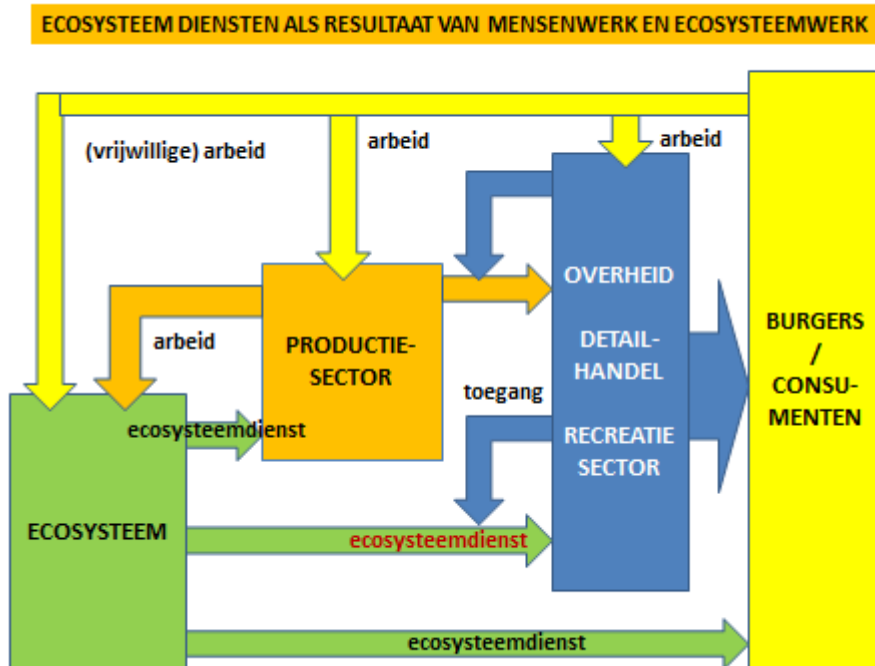 ECOSYSTEEM DIENSTEN ALS RESULTAAT VAN MENSENWERK EN ECOSYSTEEMWERK
(vrijwillige) arbeid
arbeid
arbeid
arbeid
PRODUCTIE-
SECTOR
OVERHEID
DETAIL-
HANDEL
RECREATIE
SECTOR
BURGERS
/
CONSU-
MENTEN
toegang
ecosysteemdienst
ECOSYSTEEM
ecosysteemdienst
ecosysteemdienst